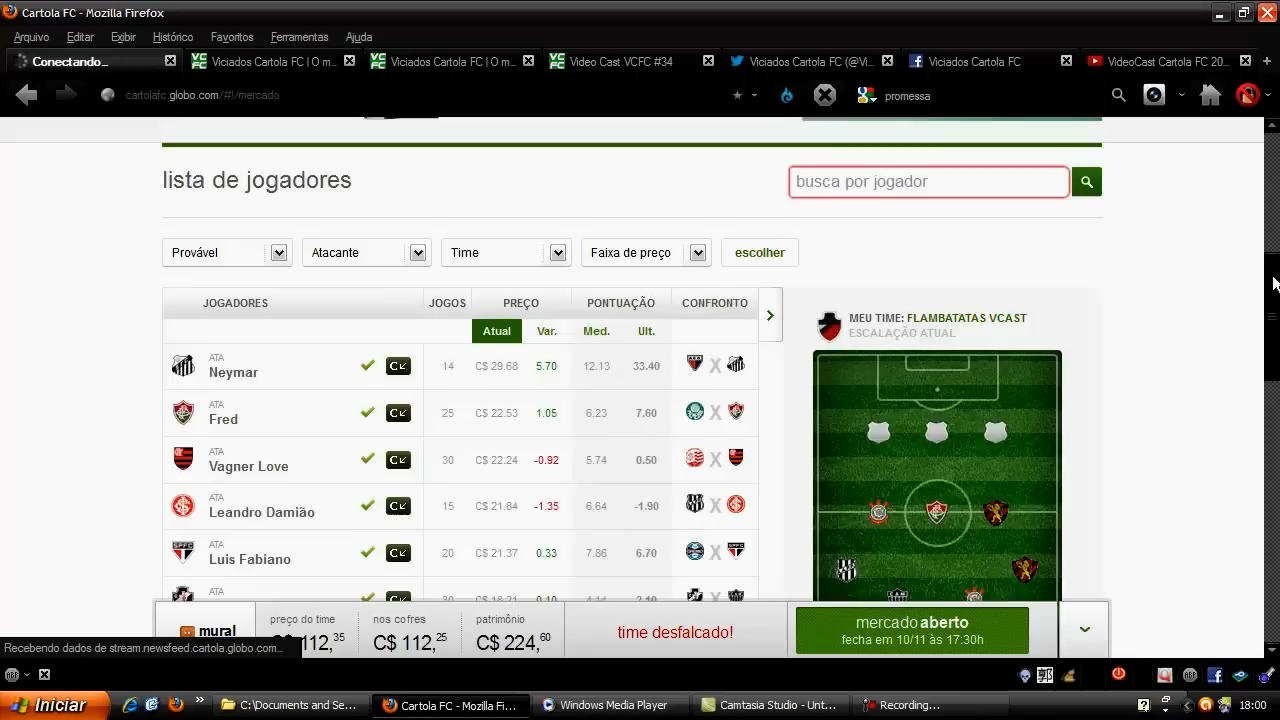 Cartola FC - Mozilla Firefox
Arquivo Editar Exibir Histórico Favoritos Ferramentas Ajuda
Conectando... Viciados Cartola FC | O m... Viciados Cartola FC | O m... Video Cast VCFC #34 Viciados Cartola FC (@Vi... Viciados Cartola FC VideoCast Cartola FC 20...
cartolafc.globo.com/#!/mercado promessa
lista de jogadores
busca por jogador
Provável Atacante Time Faixa de preço escolher
JOGADORES JOGOS PREÇO PONTUAÇÃO CONFRONTO
Atual Var. Med. Ult.
MEU TIME: FLAMBATATAS VCAST
ESCALAÇÃO ATUAL
ATA
Neymar 14 C$ 29.68 5.70 12.13 33.40 X
ATA
Fred 25 C$ 22.53 1.05 6.23 7.60 X
ATA
Vagner Love 30 C$ 22.24 -0.92 5.74 0.50 X
ATA
Leandro Damião 15 C$ 21.84 -1.35 6.64 -1.90 X
ATA
Luis Fabiano 20 C$ 21.37 0.33 7.86 6.70 X
ATA
mural
preço do time nos cofres patrimônio
112,35 C$ 112,25 C$ 224,60
time desfalcado!
mercado aberto
fecha em 10/11 às 17:30h
Recebendo dados de stream.newsfeed.cartola.globo.com...
Iniciar C:\Documents and Se... Cartola FC - Mozilla Fi... Windows Media Player Camtasia Studio - Unt... Recording... 18:00